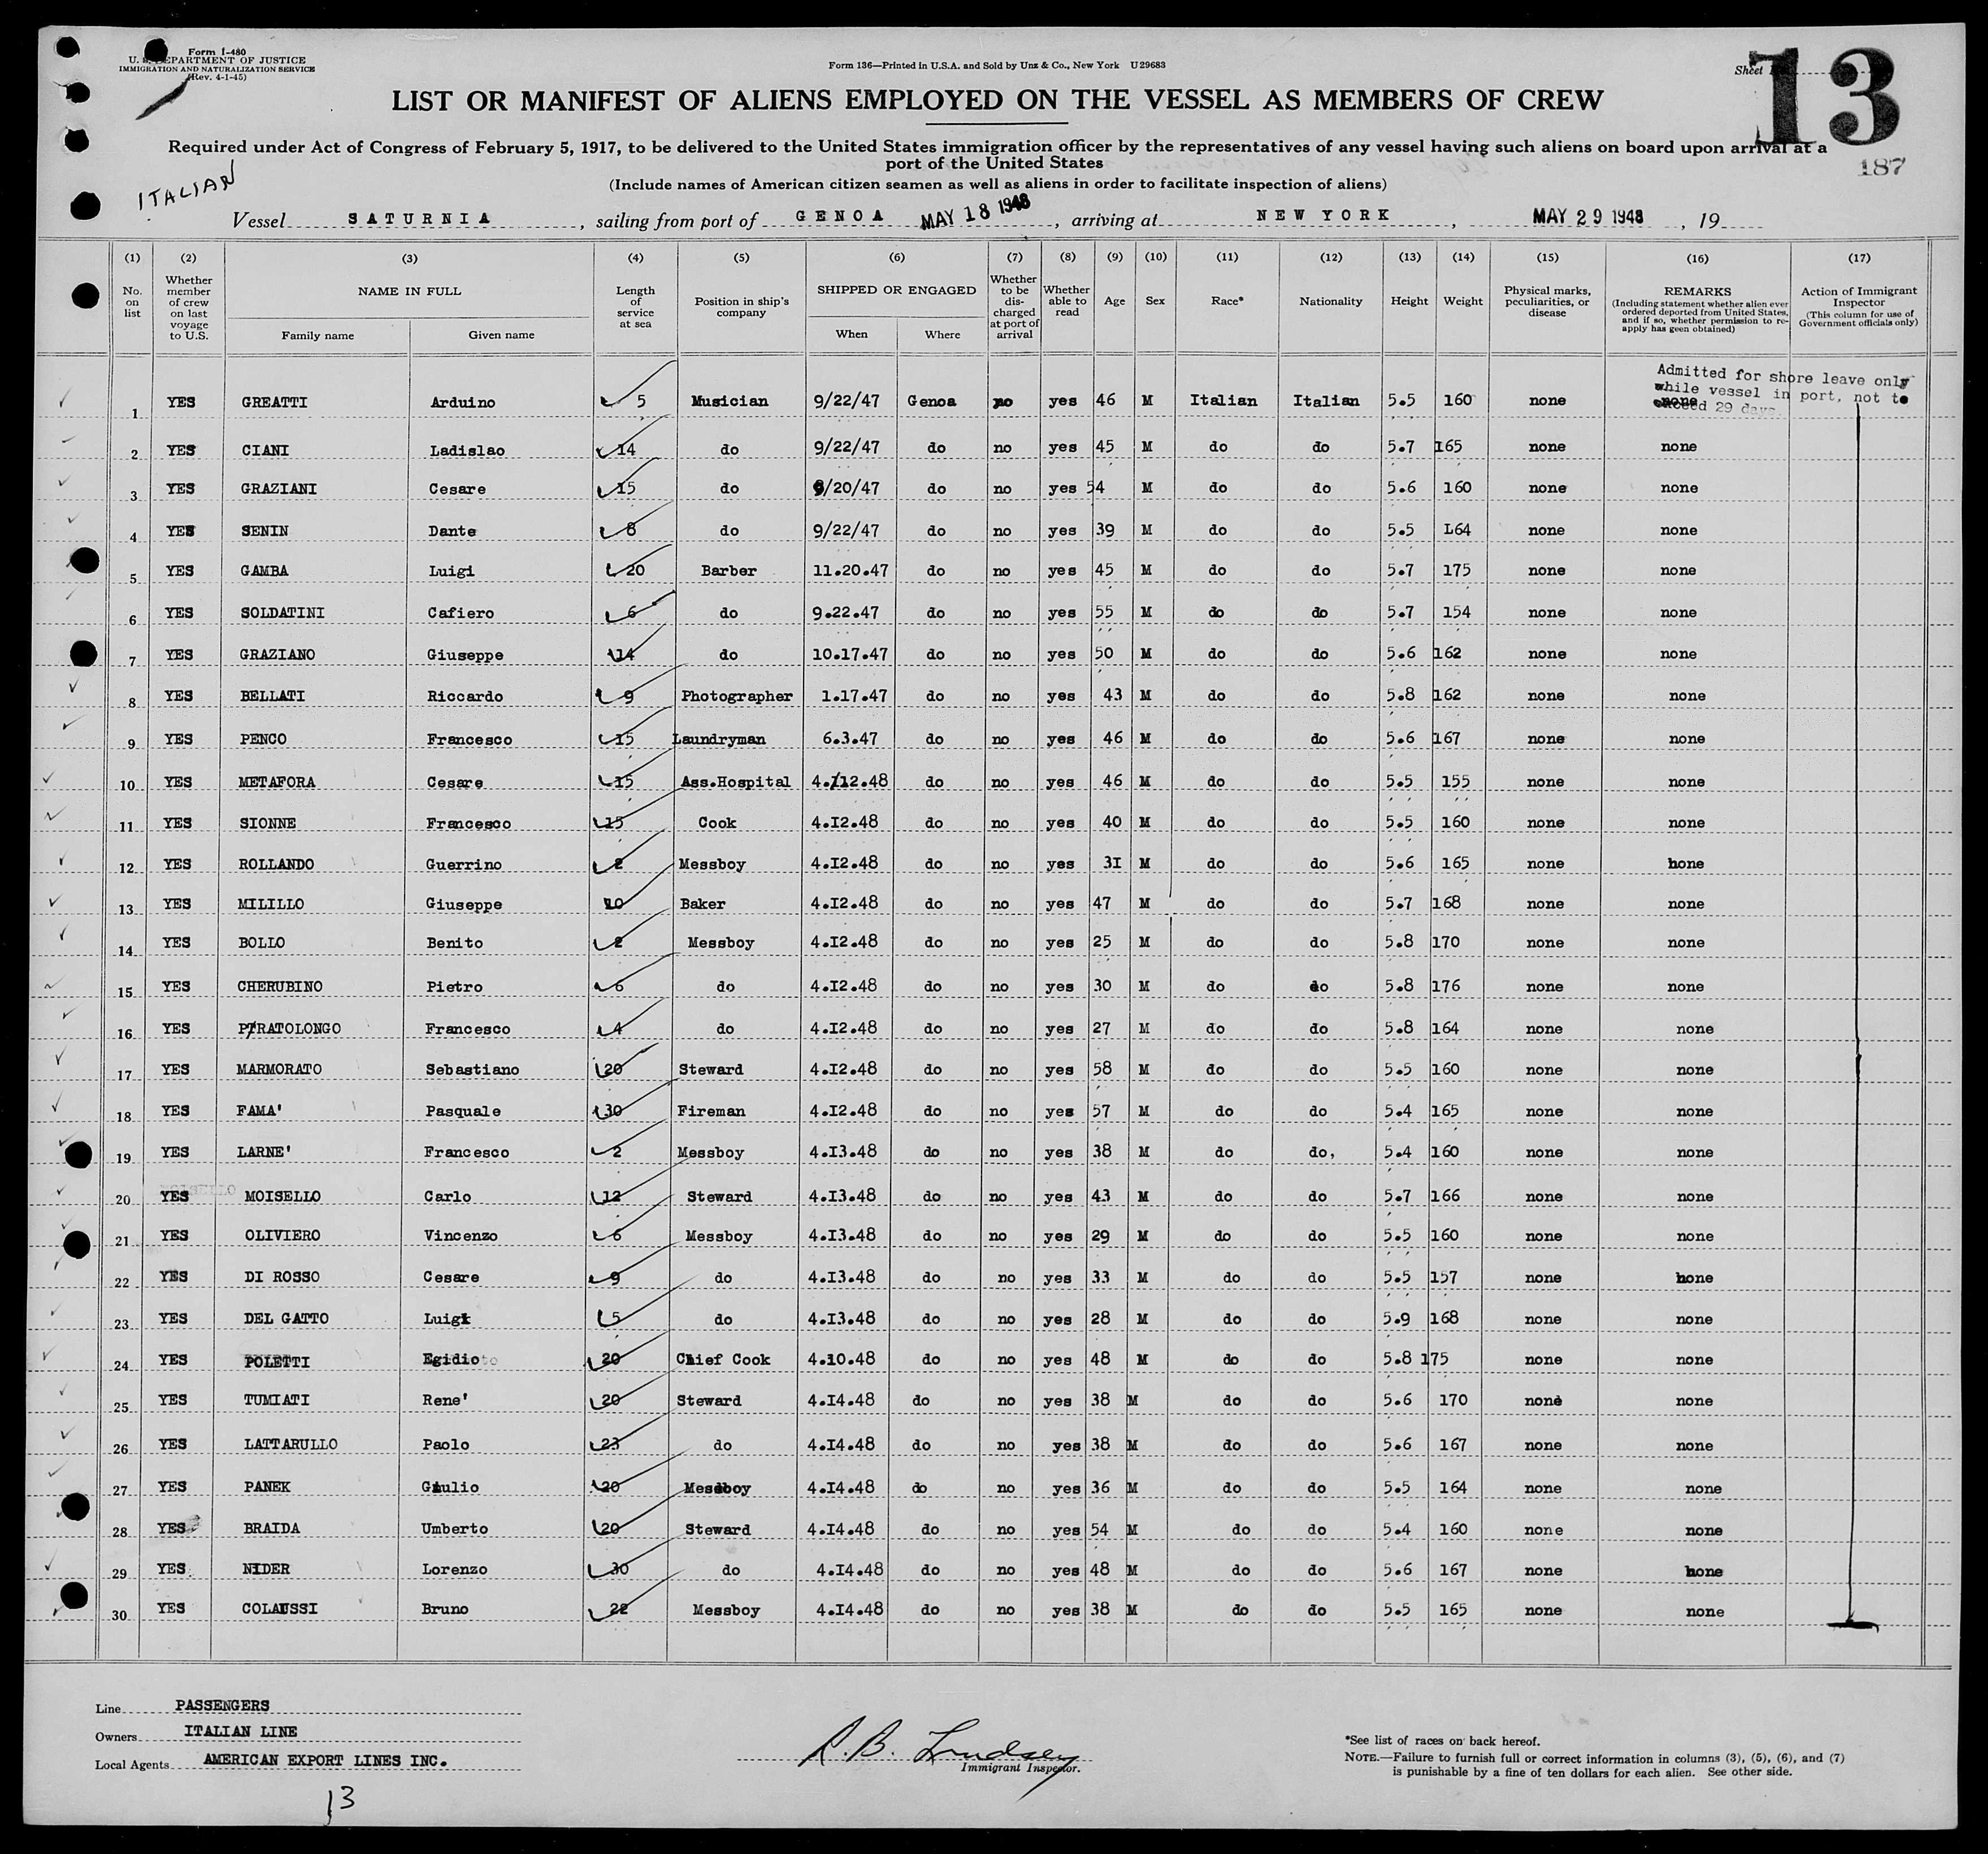 Form I-480
U. S. DEPARTMENT OF JUSTICE
IMMIGRATION AND NATURALIZATION SERVICE
(Rev. 4-1-45)
Form 136—Printed in U.S.A. and Sold by Unz & Co., New York U29683
Sheet
13
LIST OR MANIFEST OF ALIENS EMPLOYED ON THE VESSEL AS MEMBERS OF CREW
Required under Act of Congress of February 5, 1917, to be delivered to the United States immigration officer by the representatives of any vessel having such aliens on board upon arrival at a
port of the United States
187
(Include names of American citizen seamen as well as aliens in order to facilitate inspection of aliens)
ITALIAN
Vessel SATURNIA, sailing from port of GENOA MAY 18 1948, arriving at NEW YORK, MAY 29 1948, 19
(1) (2) (3) (4) (5) (6) (7) (8) (9) (10) (11) (12) (13) (14) (15) (16) (17)
No. on list
Whether member of crew on last voyage to U.S.
NAME IN FULL
Family name Given name
Length of service at sea
Position in ship's company
SHIPPED OR ENGAGED
When Where
Whether to be discharged at port of arrival
Whether able to read
Age
Sex
Race*
Nationality
Height
Weight
Physical marks, peculiarities, or disease
REMARKS
(Including statement whether alien ever ordered deported from United States, and if so, whether permission to reapply has geen obtained)
Action of Immigrant Inspector
(This column for use of Government officials only)
Admitted for shore leave only
while vessel in port, not to
exceed 29 days.
1 YES GREATTI Arduino 5 Musician 9/22/47 Genoa no yes 46 M Italian Italian 5.5 160 none none
2 YES CIANI Ladislao 14 do 9/22/47 do no yes 45 M do do 5.7 165 none none
3 YES GRAZIANI Cesare 15 do /20/47 do no yes 54 M do do 5.6 160 none none
4 YES SENIN Dante 8 do 9/22/47 do no yes 39 M do do 5.5 L64 none none
5 YES GAMBA Luigi 20 Barber 11.20.47 do no yes 45 M do do 5.7 175 none none
6 YES SOLDATINI Cafiero 6 do 9.22.47 do no yes 55 M do do 5.7 154 none none
7 YES GRAZIANO Giuseppe 14 do 10.17.47 do no yes 50 M do do 5.6 162 none none
8 YES BELLATI Riccardo 9 Photographer 1.17.47 do no yes 43 M do do 5.8 162 none none
9 YES PENCO Francesco 15 Laundryman 6.3.47 do no yes 46 M do do 5.6 167 none none
10 YES METAFORA Cesare 15 Ass.Hospital 4.12.48 do no yes 46 M do do 5.5 155 none none
11 YES SIONNE Francesco 15 Cook 4.I2.48 do no yes 40 M do do 5.5 160 none none
12 YES ROLLANDO Guerrino 2 Messboy 4.I2.48 do no yes 3I M do do 5.6 165 none none
13 YES MILILLO Giuseppe 10 Baker 4.I2.48 do no yes 47 M do do 5.7 168 none none
14 YES BOLLO Benito 2 Messboy 4.I2.48 do no yes 25 M do do 5.8 170 none none
15 YES CHERUBINO Pietro 6 do 4.I2.48 do no yes 30 M do do 5.8 176 none none
16 YES P/RATOLONGO Francesco 4 do 4.I2.48 do no yes 27 M do do 5.8 164 none none
17 YES MARMORATO Sebastiano 20 Steward 4.I2.48 do no yes 58 M do do 5.5 160 none none
18 YES FAMA' Pasquale 30 Fireman 4.I2.48 do no yes 57 M do do 5.4 165 none none
19 YES LARNE' Francesco 2 Messboy 4.I3.48 do no yes 38 M do do, 5.4 160 none none
20 YES MOISELLO Carlo 12 Steward 4.I3.48 do no yes 43 M do do 5.7 166 none none
21 YES OLIVIERO Vincenzo 6 Messboy 4.I3.48 do no yes 29 M do do 5.5 160 none none
22 YES DI ROSSO Cesare 9 do 4.I3.48 do no yes 33 M do do 5.5 157 none none
23 YES DEL GATTO Luigi 5 do 4.I3.48 do no yes 28 M do do 5.9 168 none none
24 YES POLETTI Egidio 20 Chief Cook 4.10.48 do no yes 48 M do do 5.8 175 none none
25 YES TUMIATI Rene' 20 Steward 4.I4.48 do no yes 38 M do do 5.6 170 none none
26 YES LATTARULLO Paolo 23 do 4.I4.48 do no yes 38 M do do 5.6 167 none none
27 YES PANEK Giulio 20 Messboy 4.I4.48 do no yes 36 M do do 5.5 164 none none
28 YES BRAIDA Umberto 20 Steward 4.I4.48 do no yes 54 M do do 5.4 160 none none
29 YES NIDER Lorenzo 30 do 4.I4.48 do no yes 48 M do do 5.6 167 none none
30 YES COLAUSSI Bruno 22 Messboy 4.I4.48 do no yes 38 M do do 5.5 165 none none
Line PASSENGERS
Owners ITALIAN LINE
Local Agents AMERICAN EXPORT LINES INC.
13
R. B. Lindsey
Immigrant Inspector.
*See list of races on back hereof.
NOTE.—Failure to furnish full or correct information in columns (3), (5), (6), and (7)
is punishable by a fine of ten dollars for each alien. See other side.